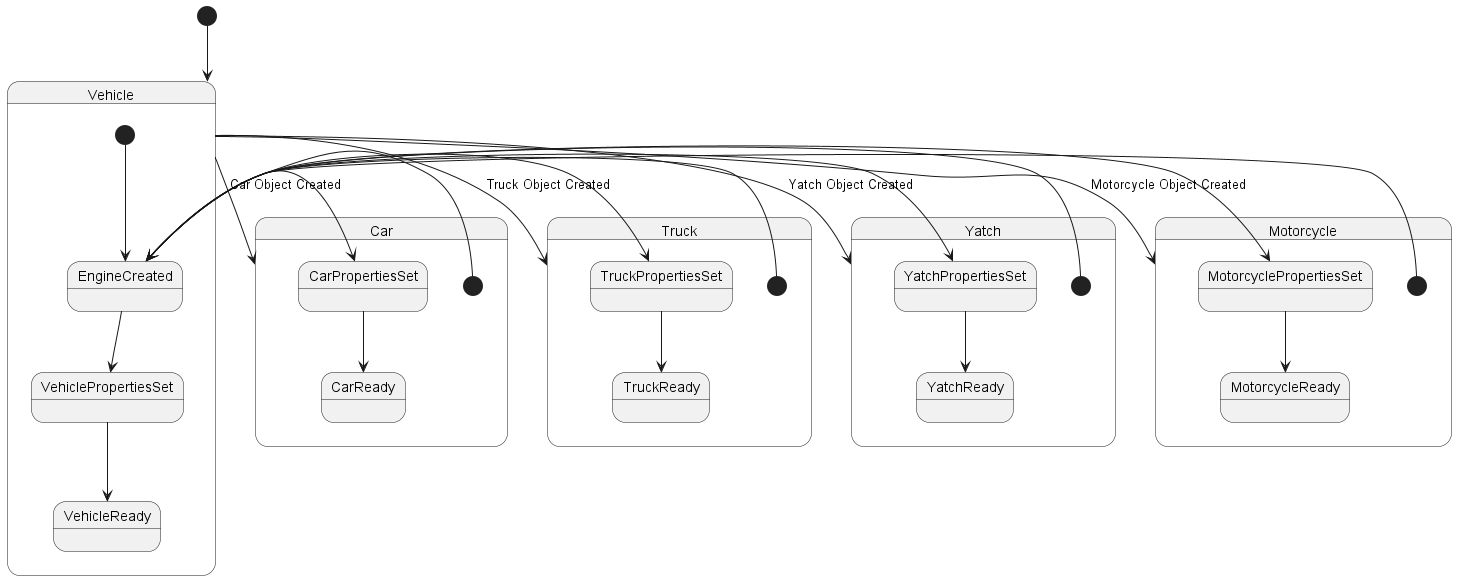 Vehicle
Car Object Created
Truck Object Created
Yatch Object Created
Motorcycle Object Created
Car
Truck
Yatch
Motorcycle
EngineCreated
CarPropertiesSet
TruckPropertiesSet
YatchPropertiesSet
MotorcyclePropertiesSet
VehiclePropertiesSet
CarReady
TruckReady
YatchReady
MotorcycleReady
VehicleReady